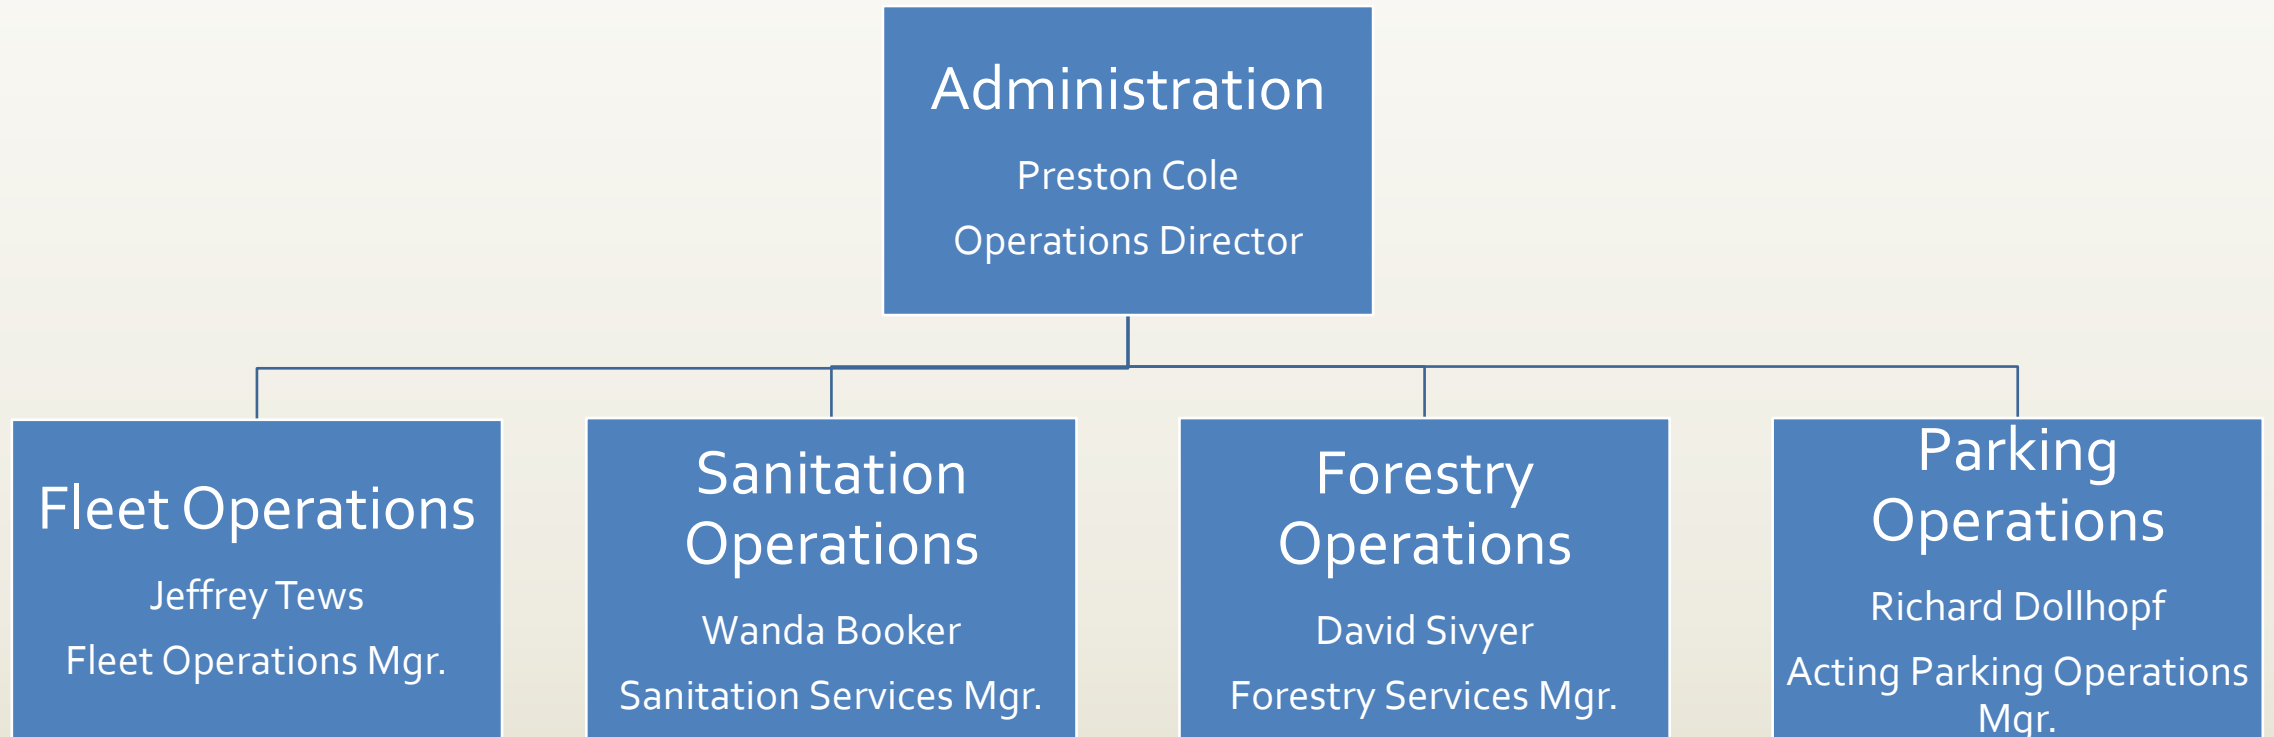 Administration
Preston Cole
Operations Director
Fleet Operations
Jeffrey Tews
Fleet Operations Mgr.
Sanitation
Operations
Wanda Booker
Sanitation Services Mgr.
Forestry
Operations
David Sivyer
Forestry Services Mgr.
Parking
Operations
Richard Dollhopf
Acting Parking Operations
Mgr.